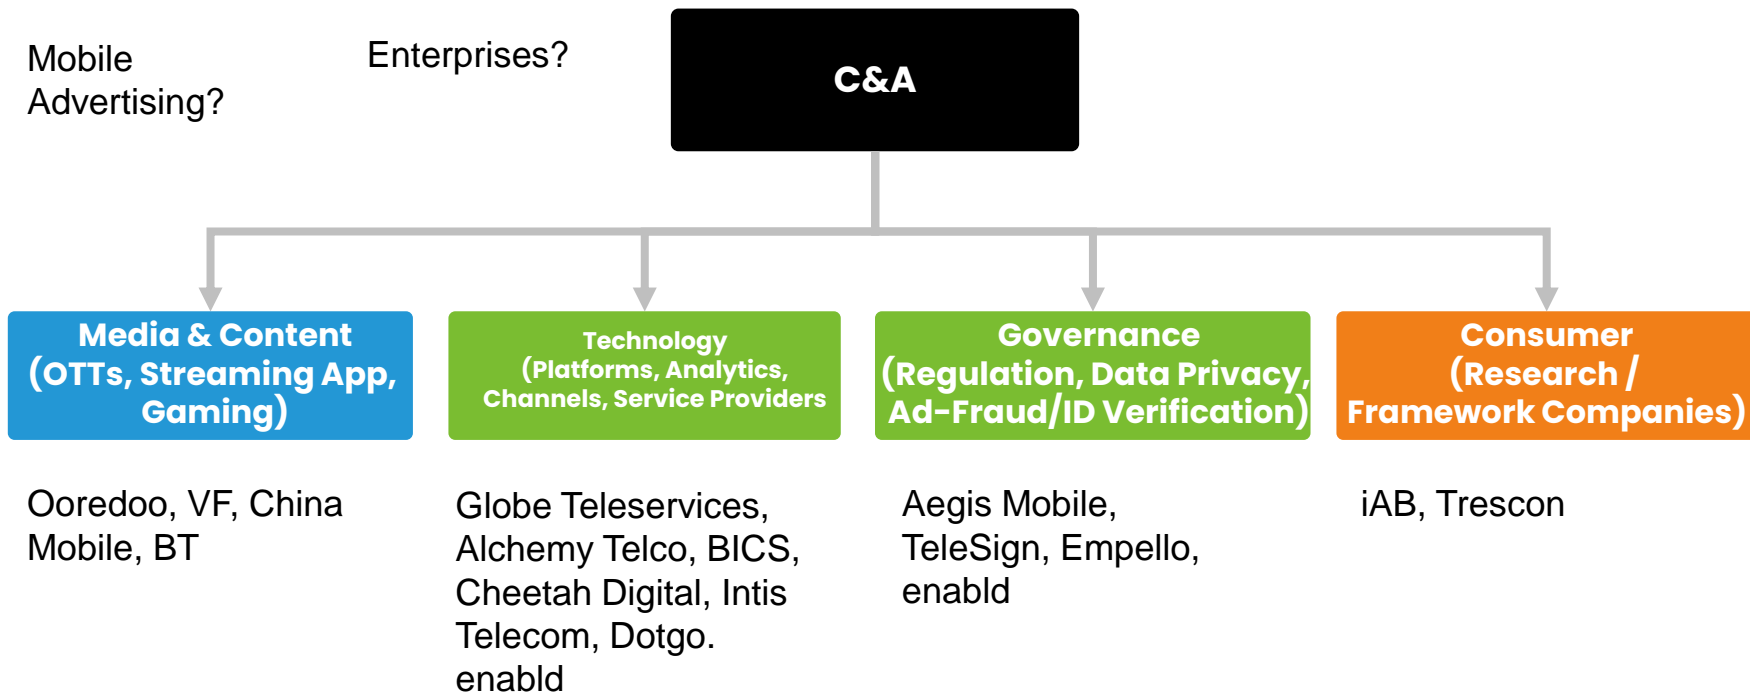 Mobile
Advertising?
Enterprises?
C&A
Media & Content
(OTTs, Streaming App,
Gaming)
Technology
(Platforms, Analytics,
Channels, Service Providers
Governance
(Regulation, Data Privacy,
Ad-Fraud/ID Verification)
Consumer
(Research /
Framework Companies)
Ooredoo, VF, China
Mobile, BT
Globe Teleservices,
Alchemy Telco, BICS,
Cheetah Digital, Intis
Telecom, Dotgo.
enabld
Aegis Mobile,
TeleSign, Empello,
enabld
iAB, Trescon